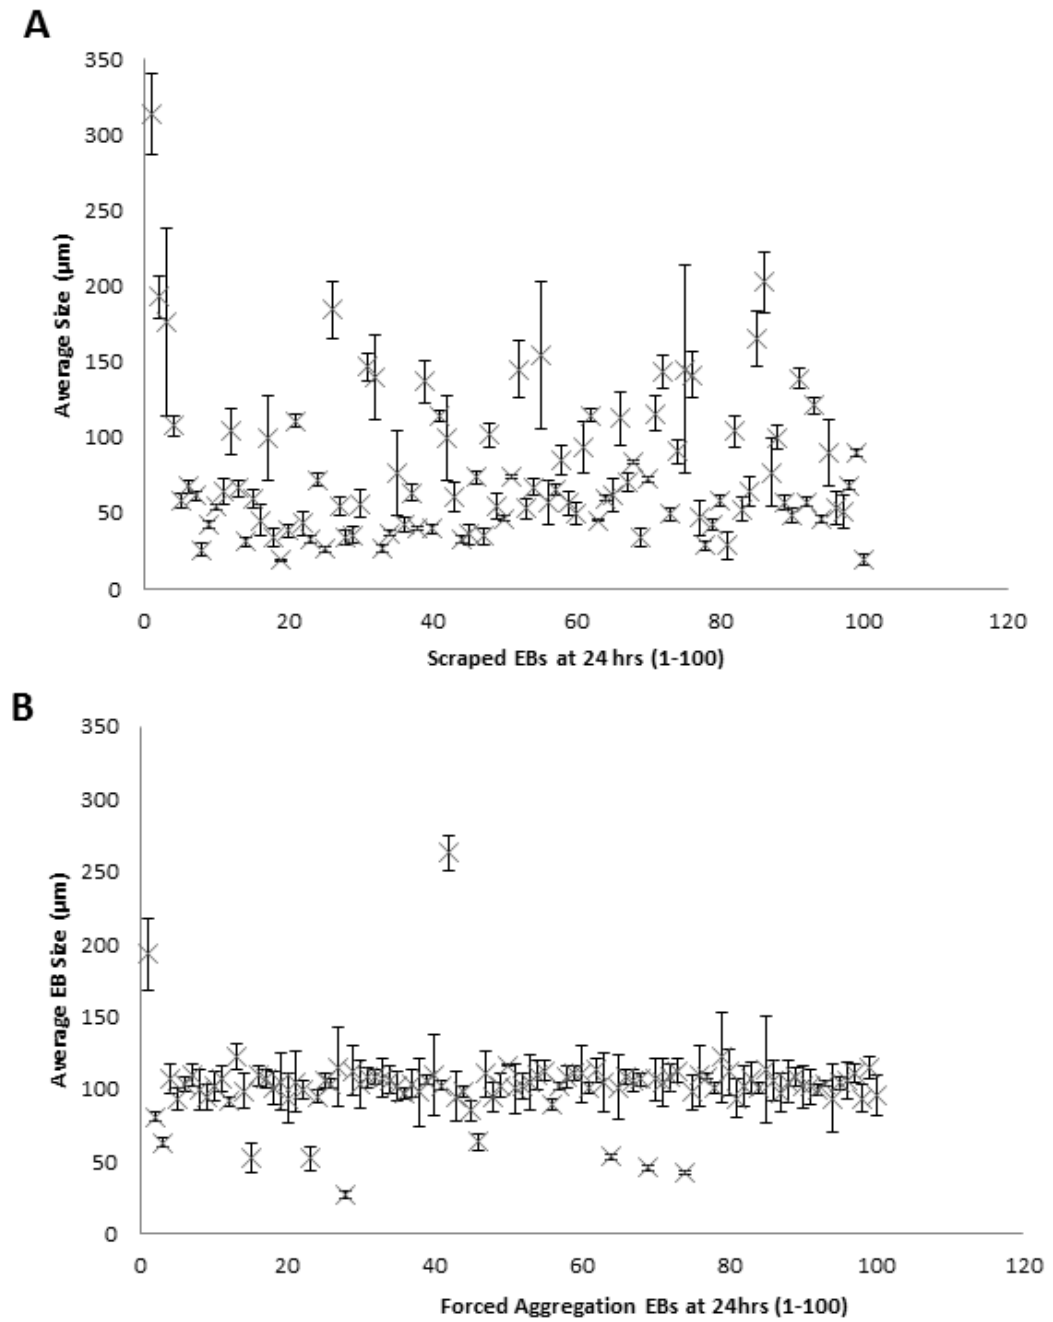 A
350
300
250
200
150
100
50
0
Average Size (µm)
0 20 40 60 80 100 120
Scraped EBs at 24 hrs (1-100)
B
350
300
250
200
150
100
50
0
Average EB Size (µm)
0 20 40 60 80 100 120
Forced Aggregation EBs at 24hrs (1-100)